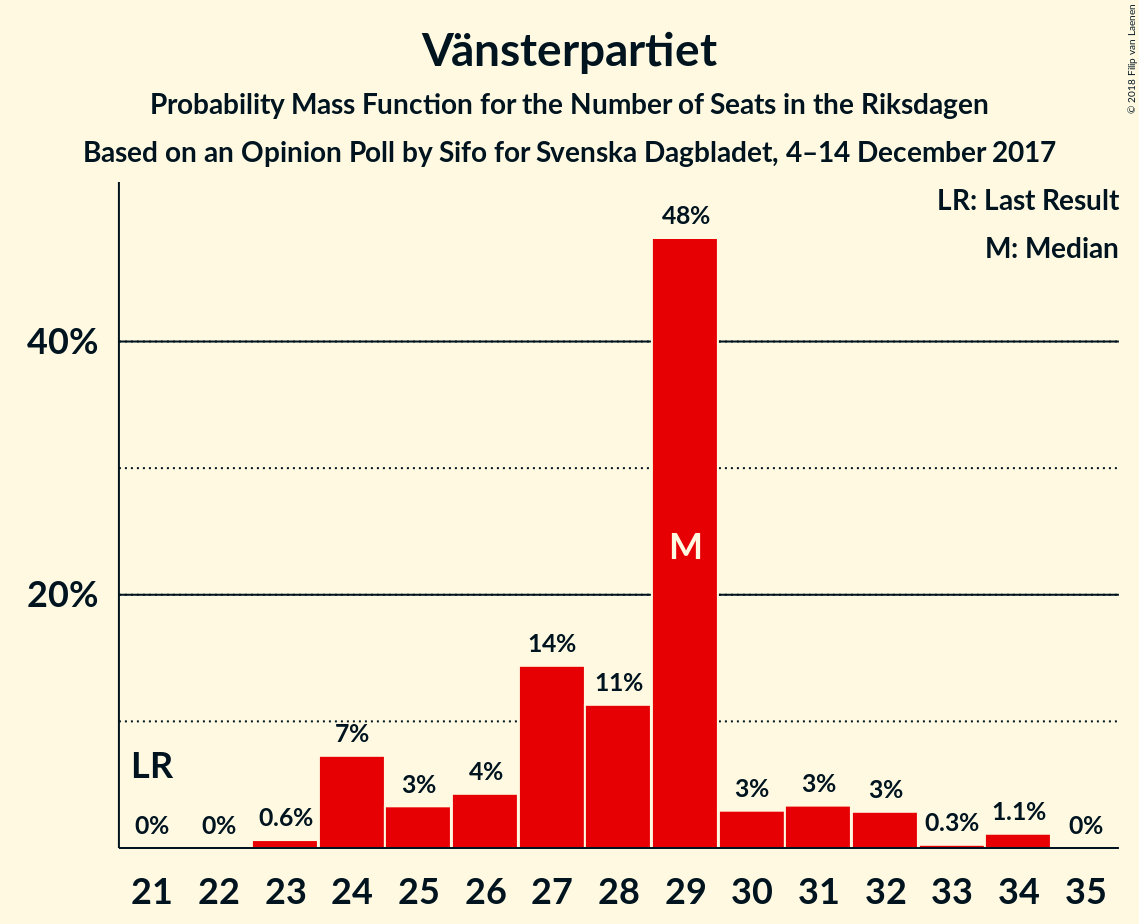 Vänsterpartiet
Probability Mass Function for the Number of Seats in the Riksdagen
Based on an Opinion Poll by Sifo for Svenska Dagbladet, 4–14 December 2017
© 2018 Filip van Laenen
LR: Last Result
M: Median
40%
20%
LR
M
0%
0%
0.6%
7%
3%
4%
14%
11%
48%
3%
3%
3%
0.3%
1.1%
0%
21 22 23 24 25 26 27 28 29 30 31 32 33 34 35